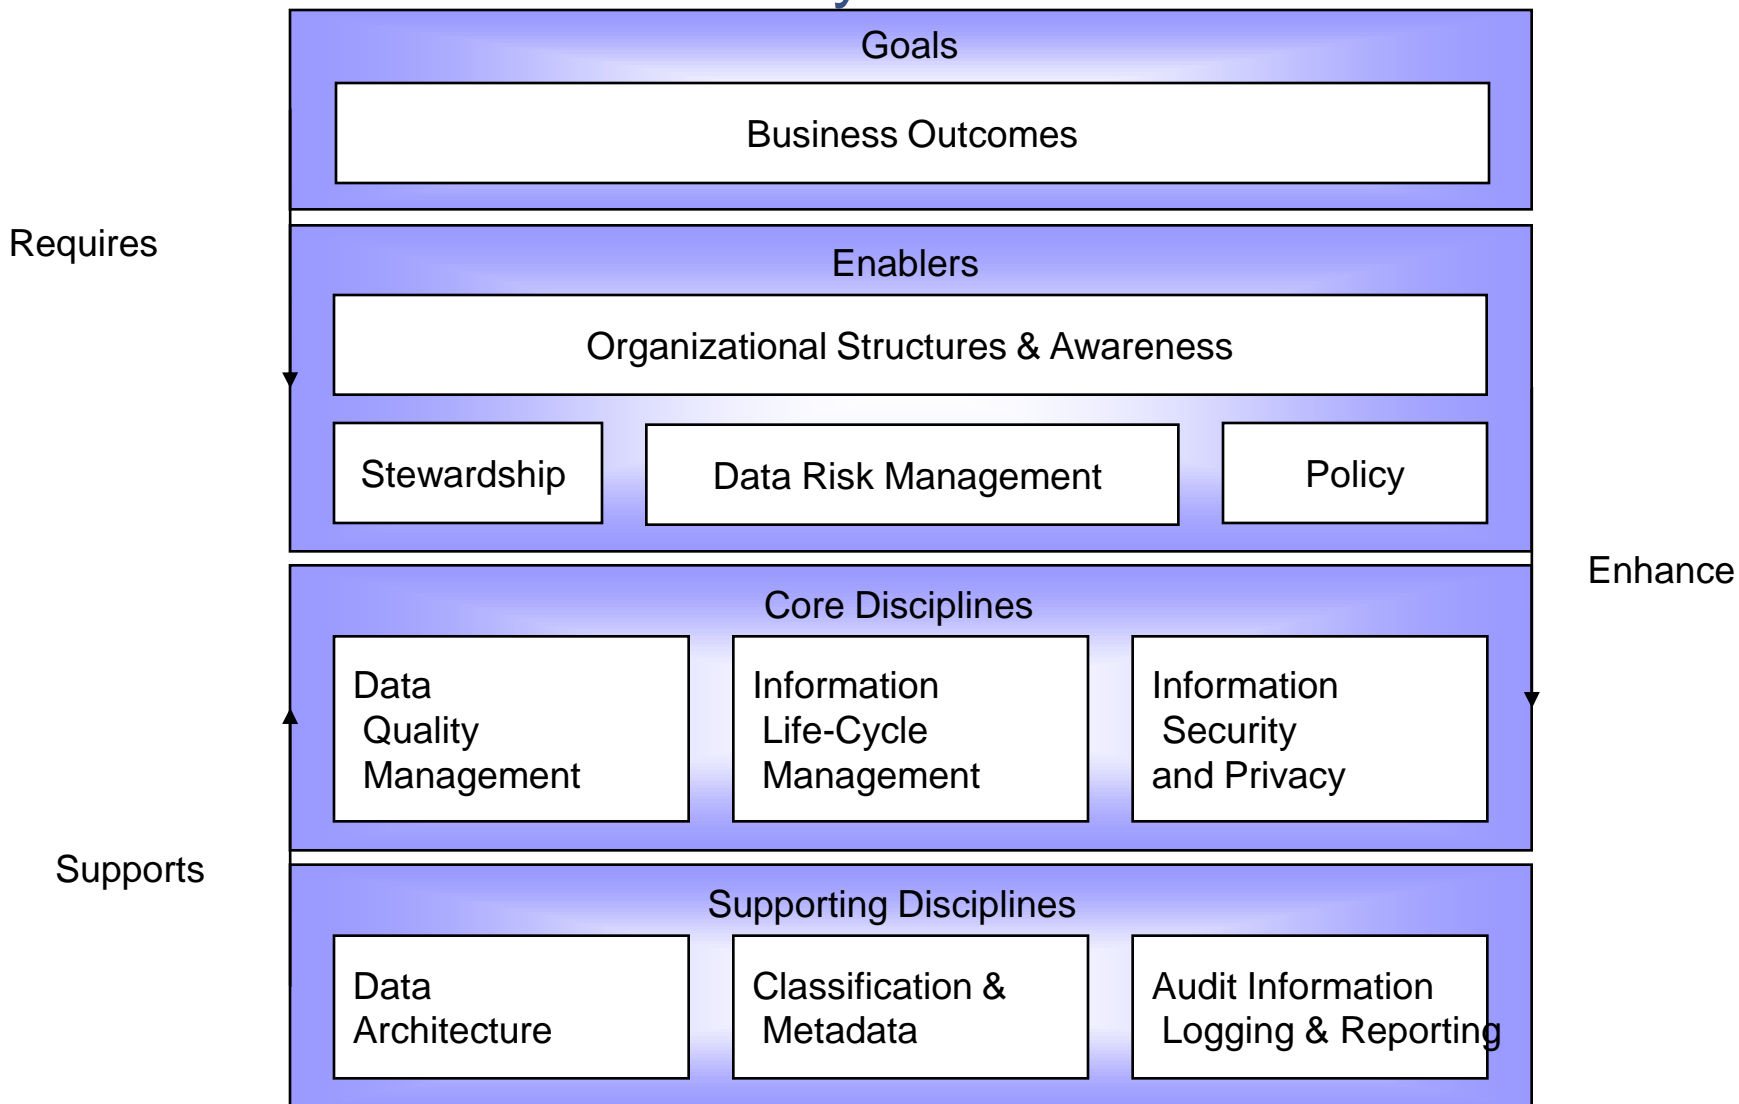 Goals
Business Outcomes
Requires
Enablers
Organizational Structures & Awareness
Stewardship
Data Risk Management
Policy
Enhance
Core Disciplines
Data
Quality
Management
Information
Life-Cycle
Management
Information
Security
and Privacy
Supports
Supporting Disciplines
Data
Architecture
Classification &
Metadata
Audit Information
Logging & Reporting